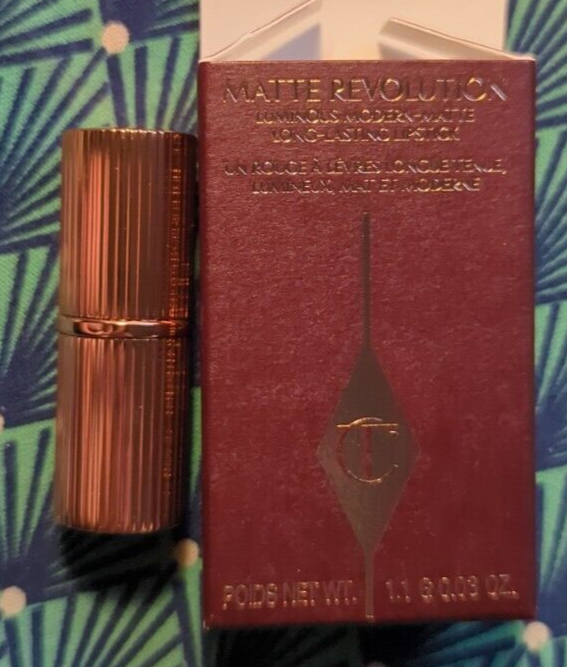 MATTE REVOLUTION
LUMINOUS MODERN-MATTE
LONG-LASTING LIPSTICK
UN ROUGE À LÈVRES LONGUE TENUE,
LUMINEUX, MAT ET MODERNE
CT
POIDS NET WT. 1.1 G 0.03 OZ.